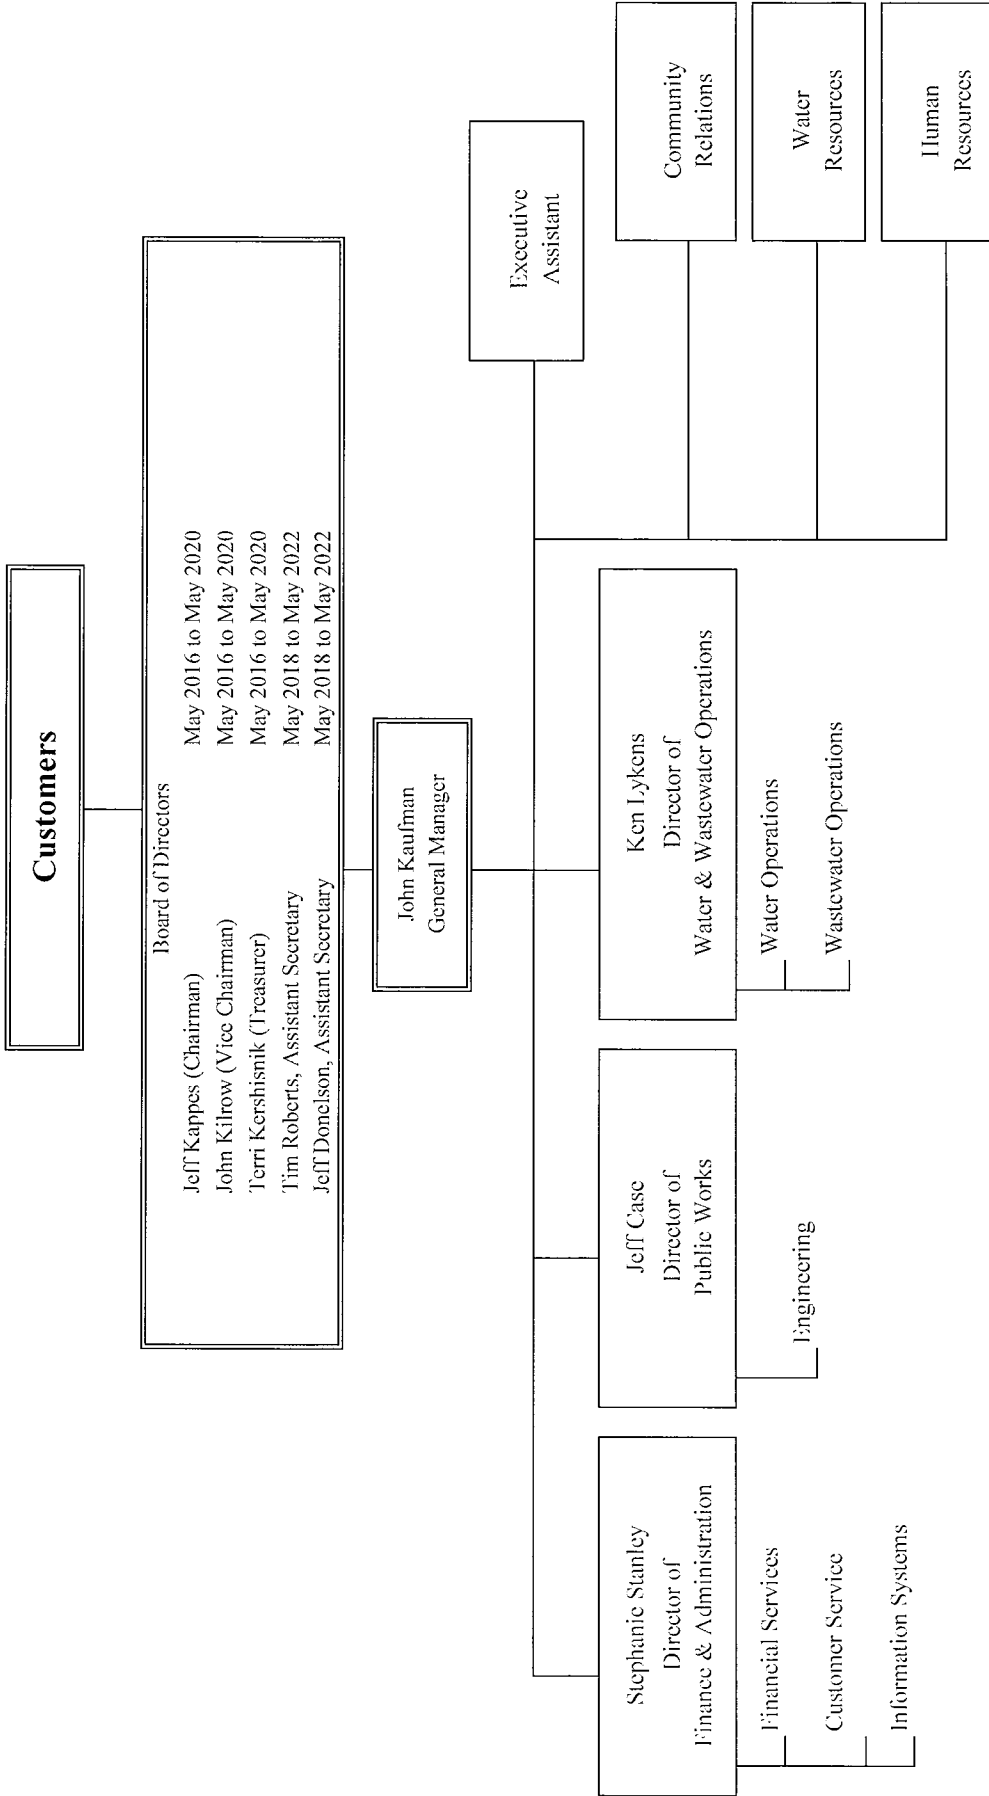 Customers
Board of Directors
Jeff Kappes (Chairman) May 2016 to May 2020
John Kilrow (Vice Chairman) May 2016 to May 2020
Terri Kershisnik (Treasurer) May 2016 to May 2020
Tim Roberts, Assistant Secretary May 2018 to May 2022
Jeff Donelson, Assistant Secretary May 2018 to May 2022
John Kaufman
General Manager
Executive
Assistant
Stephanie Stanley
Director of
Finance & Administration
Financial Services
Customer Service
Information Systems
Jeff Case
Director of
Public Works
Engineering
Ken Lykens
Director of
Water & Wastewater Operations
Water Operations
Wastewater Operations
Community
Relations
Water
Resources
Human
Resources